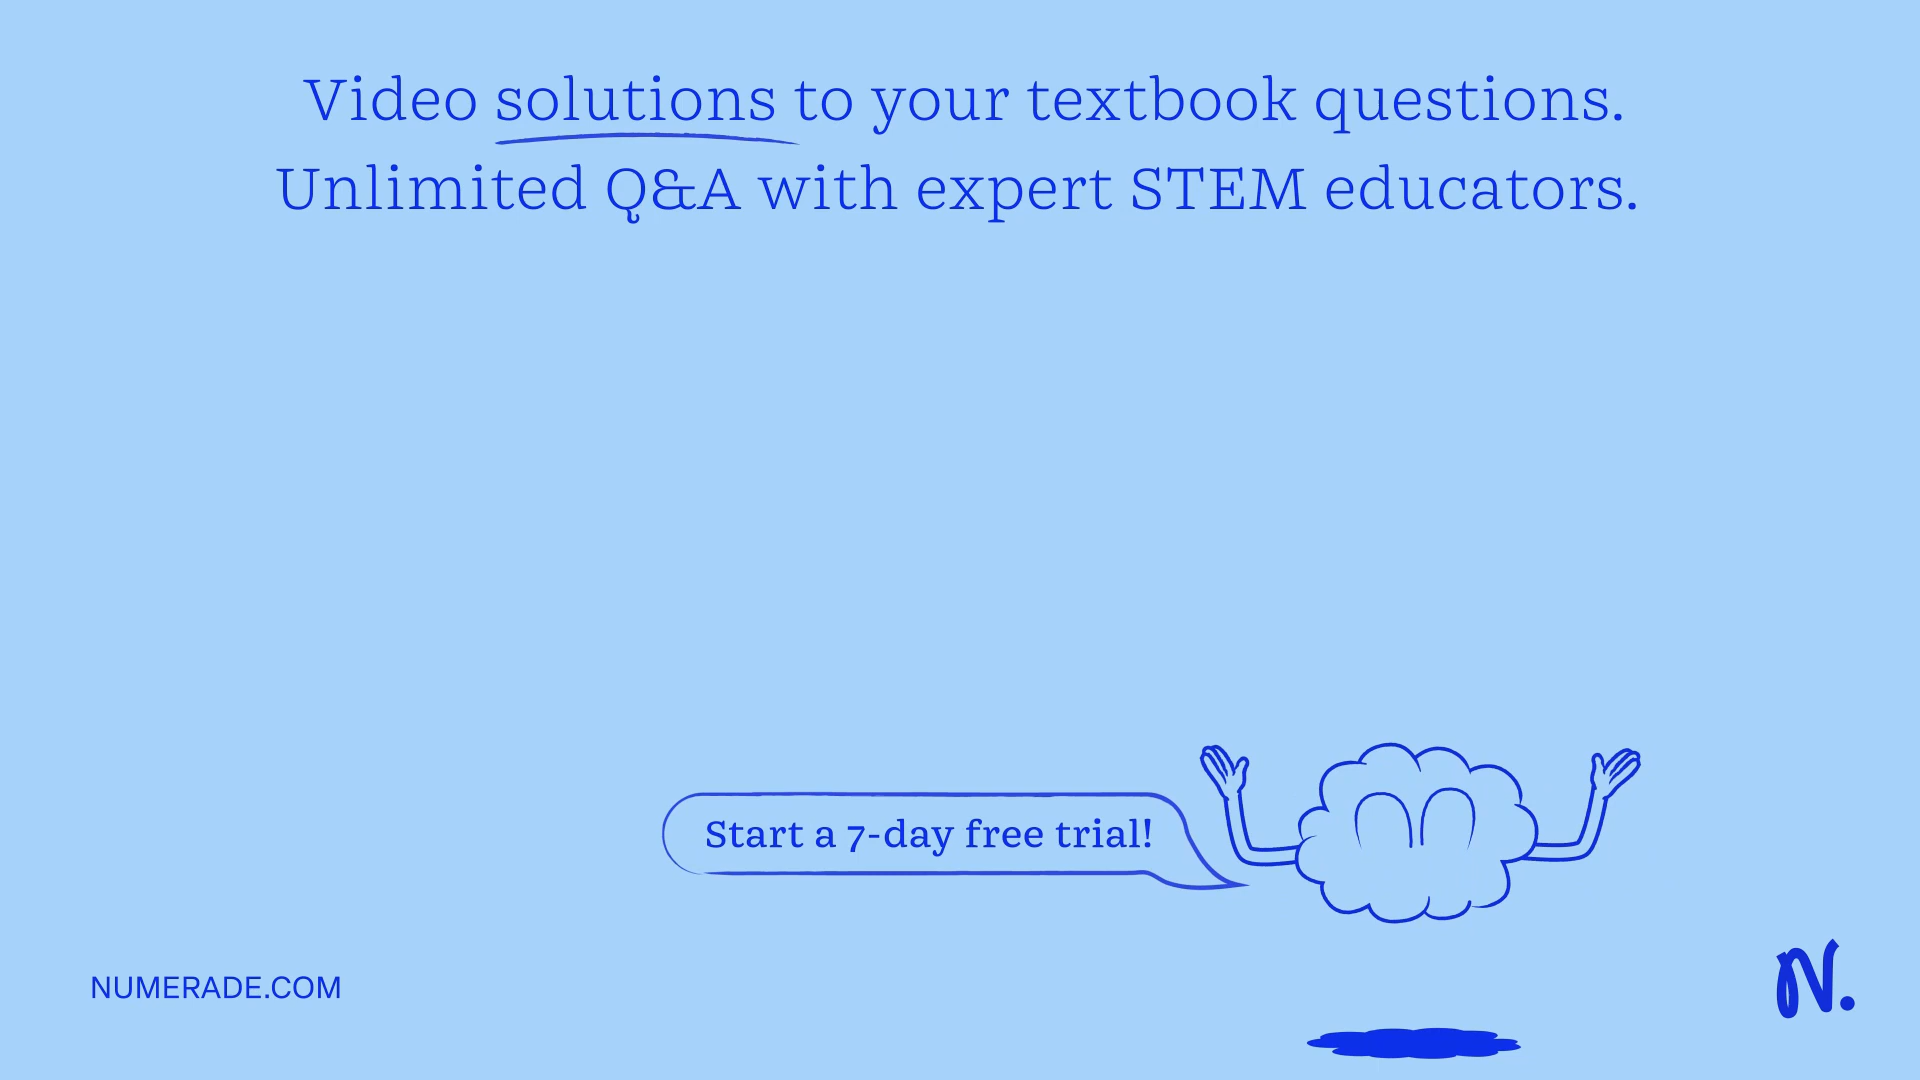 Video solutions to your textbook questions.
Unlimited Q&A with expert STEM educators.
Start a 7-day free trial!
NUMERADE.COM
N.